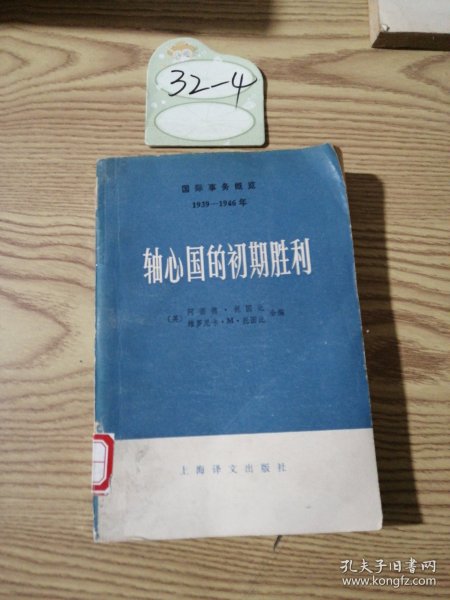 32-4
国际事务概览
1939—1946年
轴心国的初期胜利
(英) 阿诺德·托因比
维罗尼卡·M·托因比 合编
上海译文出版社
孔夫子旧书网
www.kongfz.com